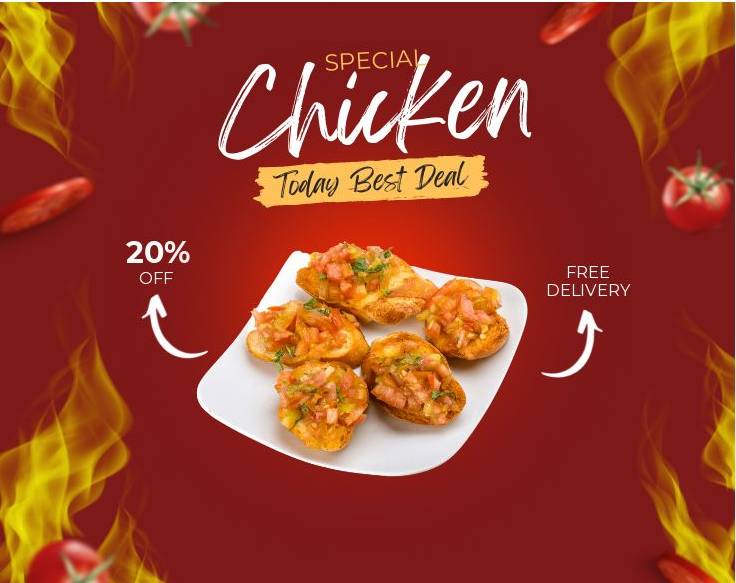 SPECIAL
Chicken
Today Best Deal
20%
OFF
FREE
DELIVERY